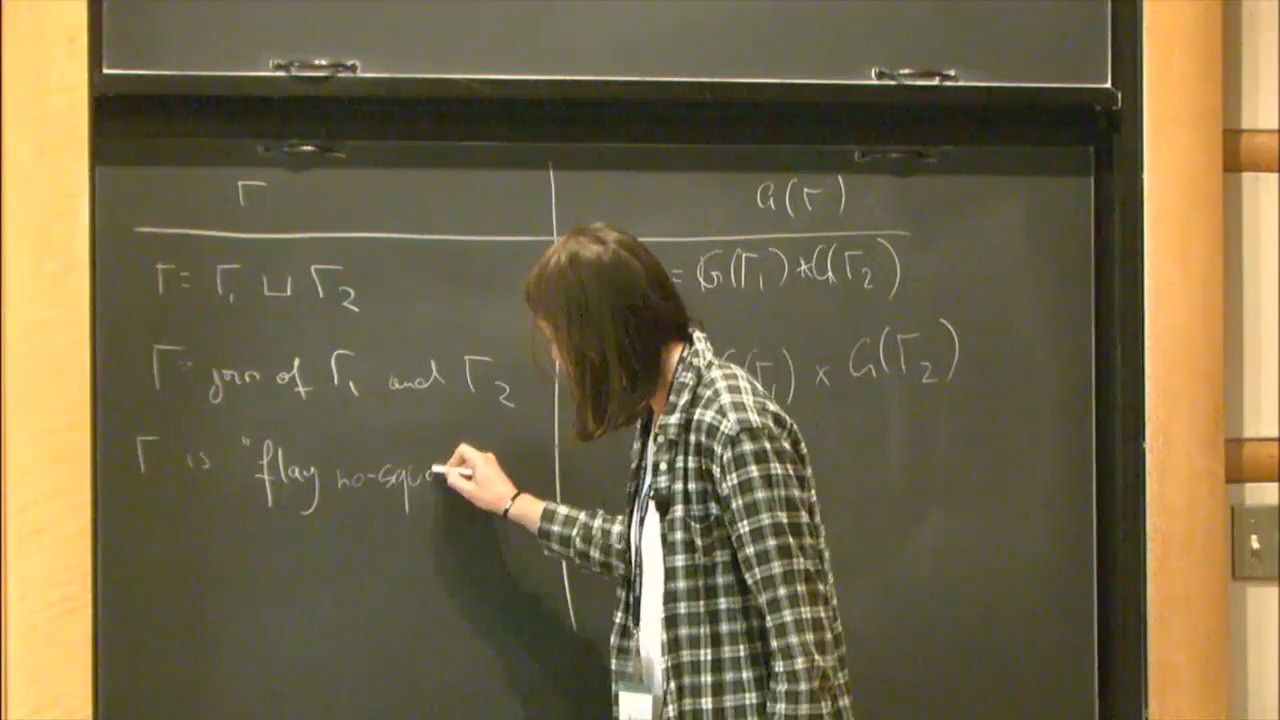 Γ G(Γ)
Γ = Γ₁ ⊔ Γ₂ = G(Γ₁) * G(Γ₂)
Γ = join of Γ₁ and Γ₂ G(Γ₁) × G(Γ₂)
Γ is "flag no-squa